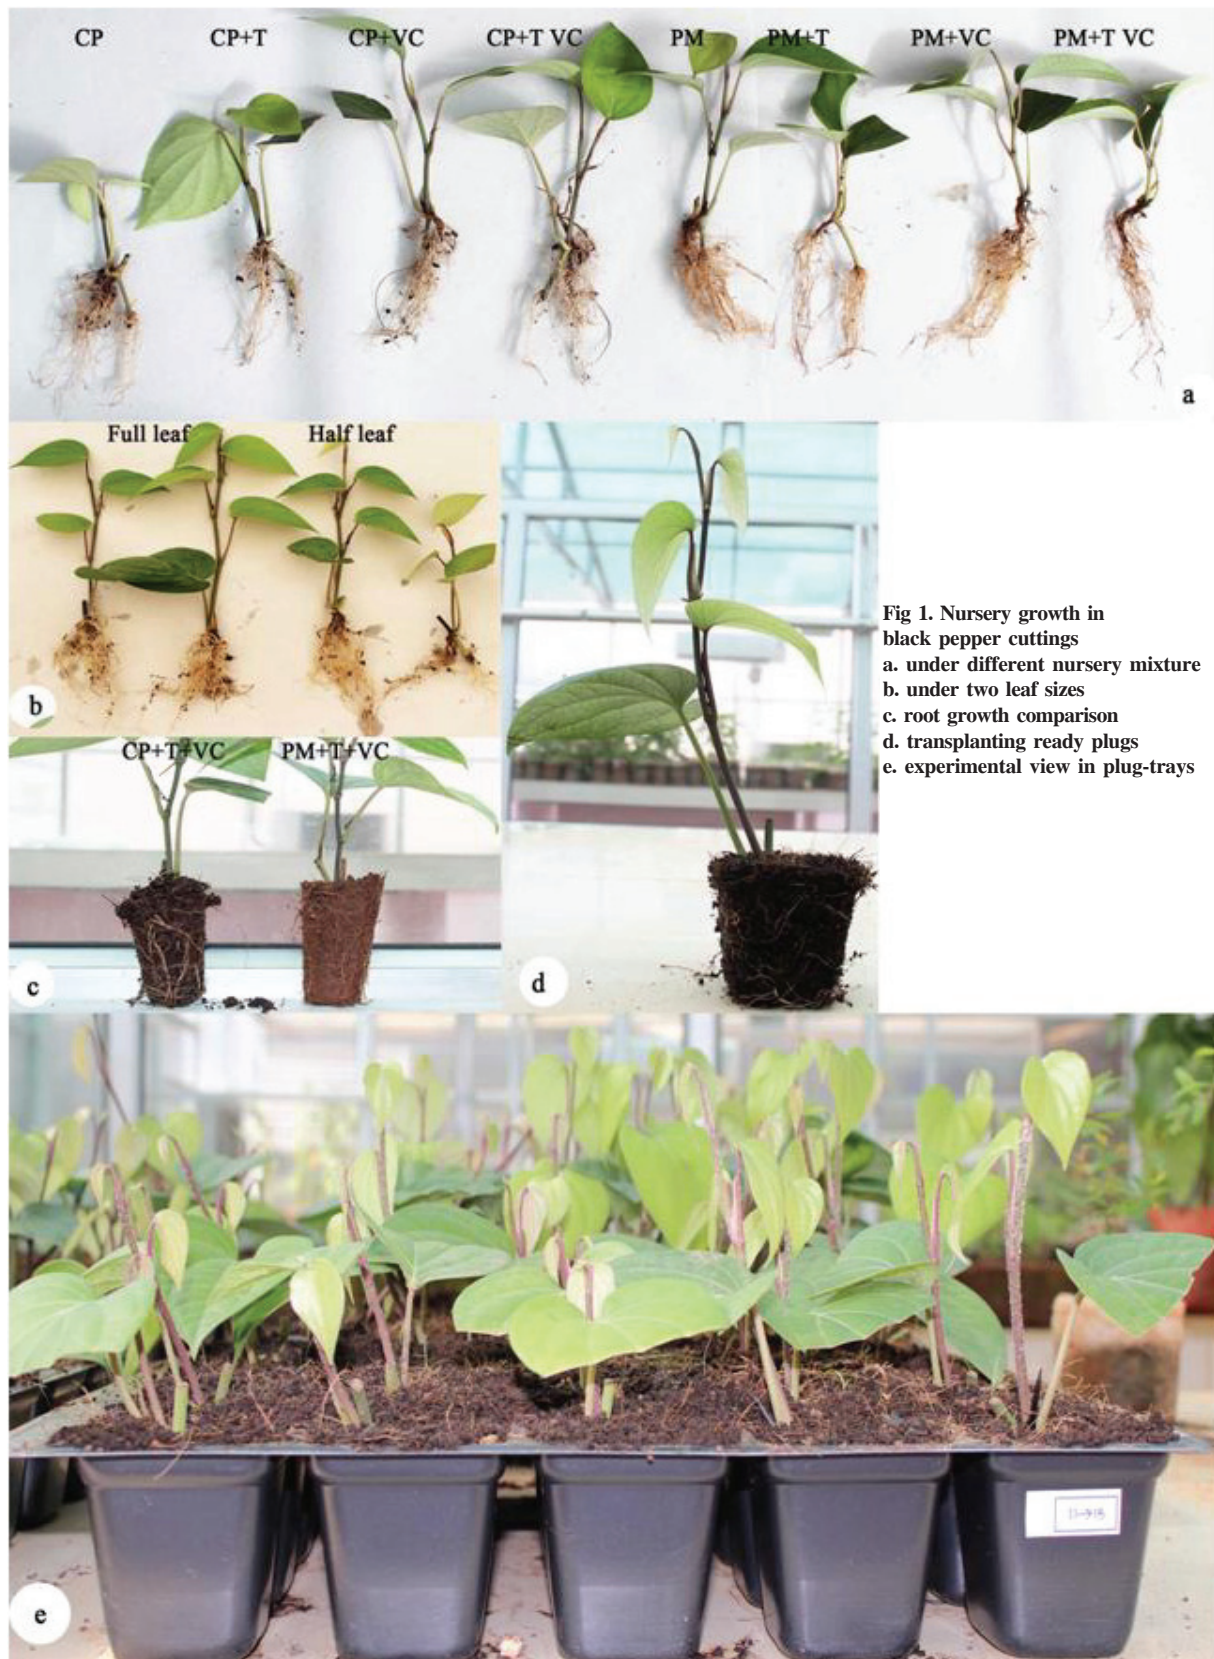 CP CP+T CP+VC CP+T VC PM PM+T PM+VC PM+T VC
a
Full leaf Half leaf
b
CP+T+VC PM+T+VC
c
d
Fig 1. Nursery growth in
black pepper cuttings
a. under different nursery mixture
b. under two leaf sizes
c. root growth comparison
d. transplanting ready plugs
e. experimental view in plug-trays
e